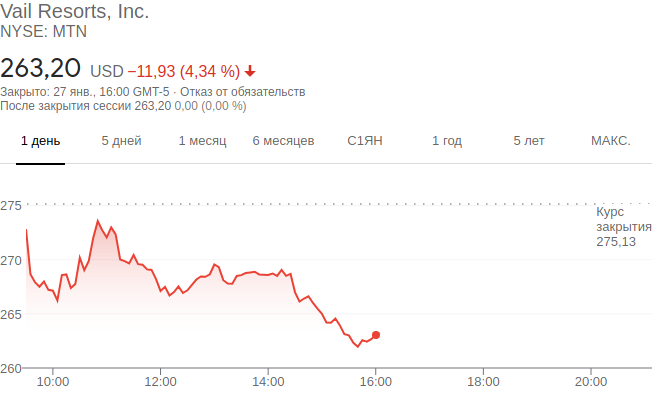 Vail Resorts, Inc.
NYSE: MTN
263,20 USD −11,93 (4,34 %)
Закрыто: 27 янв., 16:00 GMT-5 · Отказ от обязательств
После закрытия сессии 263,20 0,00 (0,00 %)
1 день 5 дней 1 месяц 6 месяцев С1ЯН 1 год 5 лет МАКС.
275
Курс
закрытия
275,13
270
265
260
10:00 12:00 14:00 16:00 18:00 20:00